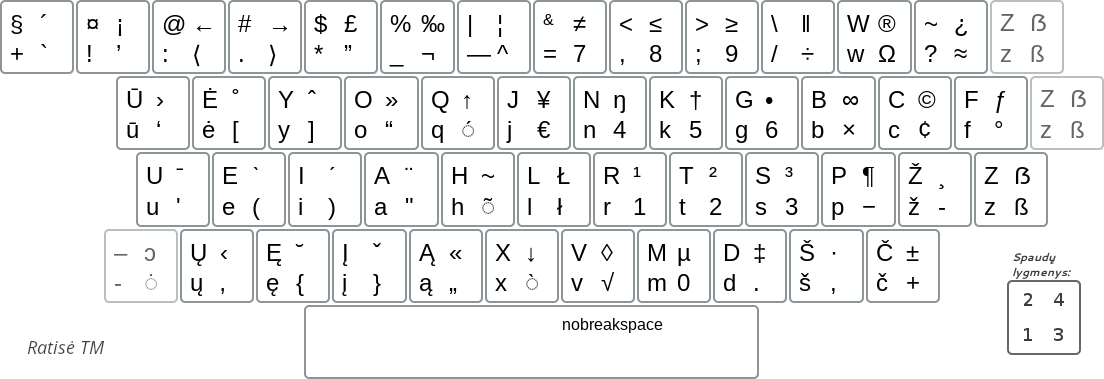 § ´ ¤ ¡ @ ← # → $ £ % ‰ | ¦ & ≠ < ≤ > ≥ \ ‖ W ® ~ ¿ Z ẞ
+ ` ! ’ : ⟨ . ⟩ * ” _ ¬ — ^ = 7 , 8 ; 9 / ÷ w Ω ? ≈ z ß
Ū › Ė ˚ Y ˆ O » Q ↑ J ¥ N ŋ K † G • B ∞ C © F ƒ Z ẞ
ū ‘ ė [ y ] o “ q ◌́ j € n 4 k 5 g 6 b × c ¢ f ° z ß
U ¯ E ` I ´ A ¨ H ~ L Ł R ¹ T ² S ³ P ¶ Ž ¸ Z ẞ
u ' e ( i ) a " h ◌̃ l ł r 1 t 2 s 3 p − ž - z ß
– ɔ Ų ‹ Ę ˘ Į ˇ Ą « X ↓ V ◊ M µ D ‡ Š · Č ±
- ◌̇ ų ‚ ę { į } ą „ x ◌̀ v √ m 0 d . š , č +
nobreakspace
Ratisė TM
Spaudų
lygmenys:
2 4
1 3